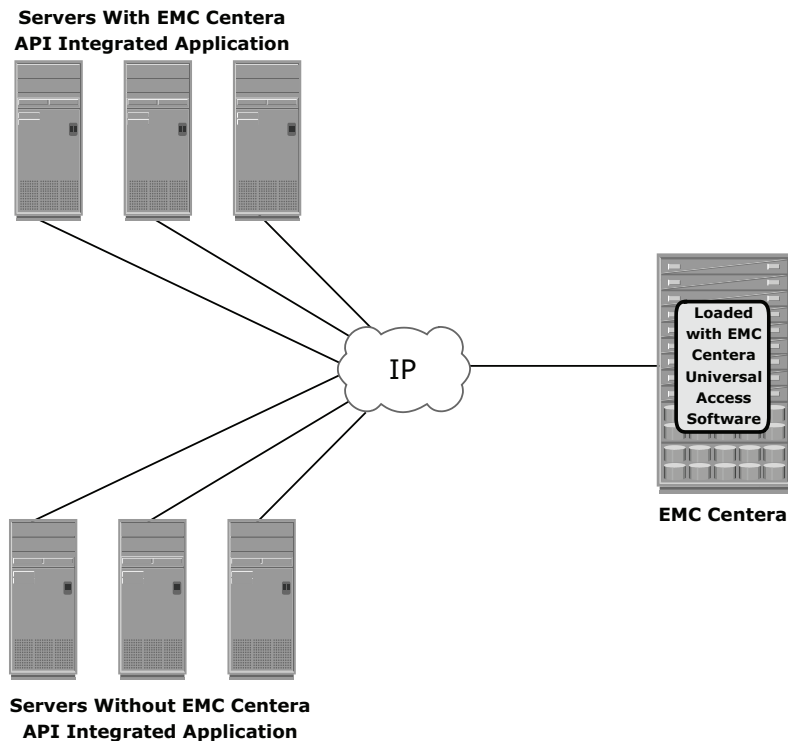 Servers With EMC Centera
API Integrated Application
IP
Loaded
with EMC
Centera
Universal
Access
Software
EMC Centera
Servers Without EMC Centera
API Integrated Application